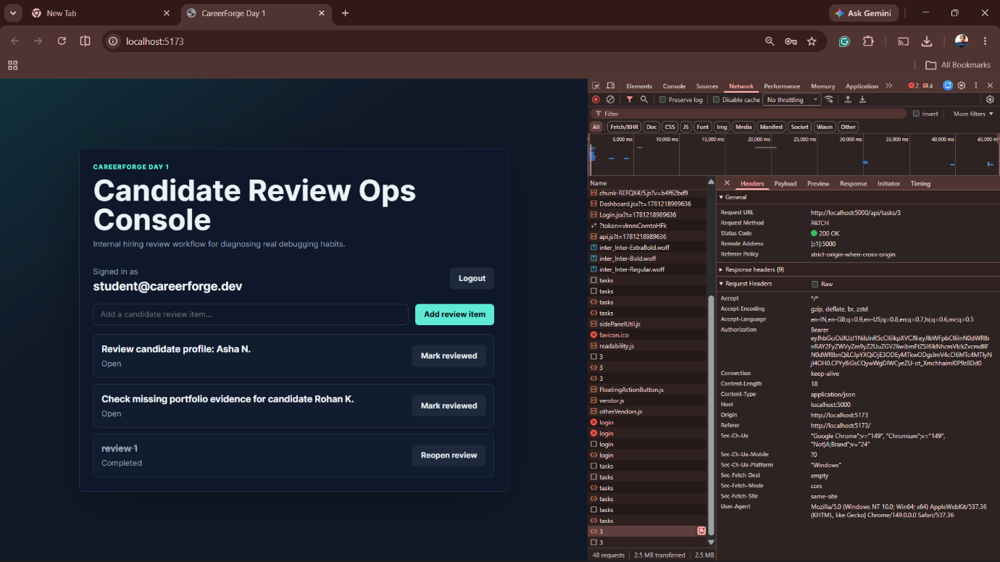 New Tab
CareerForge Day 1
Ask Gemini
localhost:5173
All Bookmarks
CAREERFORGE DAY 1
Candidate Review Ops
Console
Internal hiring review workflow for diagnosing real debugging habits.
Signed in as
student@careerforge.dev
Logout
Add a candidate review item...
Add review item
Review candidate profile: Asha N.
Open
Mark reviewed
Check missing portfolio evidence for candidate Rohan K.
Open
Mark reviewed
review 1
Completed
Reopen review
Elements Console Sources Network Performance Memory Application 2 4
Preserve log Disable cache No throttling
Filter Invert More filters
All Fetch/XHR Doc CSS JS Font Img Media Manifest Socket Wasm Other
5,000 ms 10,000 ms 15,000 ms 20,000 ms 25,000 ms 30,000 ms 35,000 ms 40,000 ms 45,000 ms
Name
chunk-REFQX4J5.js?v=b4f62bd9
Dashboard.jsx?t=1781218989636
Login.jsx?t=1781218989636
?token=vlmmCnmtnHFk
api.js?t=1781218989636
inter_Inter-ExtraBold.woff
inter_Inter-Bold.woff
inter_Inter-Regular.woff
tasks
tasks
tasks
tasks
sidePanelUtil.js
favicon.ico
readability.js
3
3
3
FloatingActionButton.js
vendor.js
otherVendors.js
login
login
login
login
tasks
tasks
tasks
tasks
tasks
tasks
3
3
48 requests 2.5 MB transferred 2.5 MB
Headers Payload Preview Response Initiator Timing
General
Request URL http://localhost:5000/api/tasks/3
Request Method PATCH
Status Code 200 OK
Remote Address [::1]:5000
Referrer Policy strict-origin-when-cross-origin
Response headers (9)
Request Headers Raw
Accept */*
Accept-Encoding gzip, deflate, br, zstd
Accept-Language en-IN,en-GB;q=0.9,en-US;q=0.8,en;q=0.7,hi;q=0.6,mr;q=0.5
Authorization Bearer
Connection keep-alive
Content-Length 18
Content-Type application/json
Host localhost:5000
Origin http://localhost:5173
Referer http://localhost:5173/
Sec-Ch-Ua "Google Chrome";v="149", "Chromium";v="149",
"Not)A;Brand";v="24"
Sec-Ch-Ua-Mobile ?0
Sec-Ch-Ua-Platform "Windows"
Sec-Fetch-Dest empty
Sec-Fetch-Mode cors
Sec-Fetch-Site same-site
User-Agent Mozilla/5.0 (Windows NT 10.0; Win64; x64) AppleWebKit/537.36
(KHTML, like Gecko) Chrome/149.0.0.0 Safari/537.36